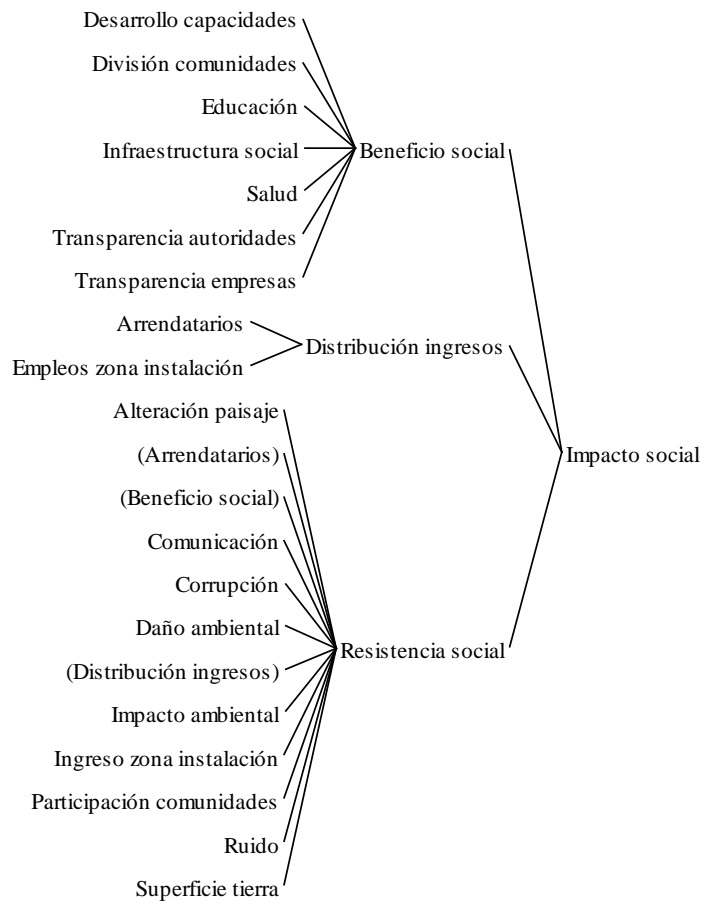 Desarrollo capacidades
División comunidades
Educación
Infraestructura social
Beneficio social
Salud
Transparencia autoridades
Transparencia empresas
Arrendatarios
Distribución ingresos
Empleos zona instalación
Alteración paisaje
(Arrendatarios)
Impacto social
(Beneficio social)
Comunicación
Corrupción
Daño ambiental
Resistencia social
(Distribución ingresos)
Impacto ambiental
Ingreso zona instalación
Participación comunidades
Ruido
Superficie tierra